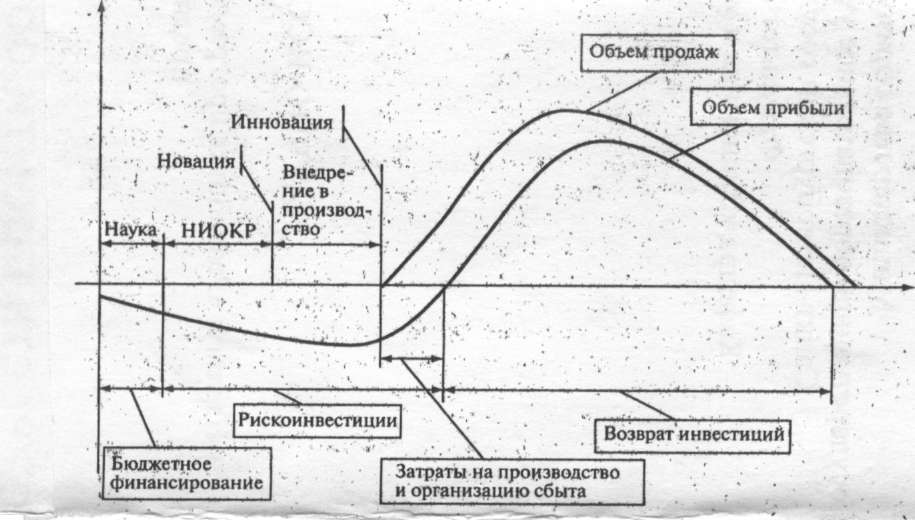 Объем продаж
Объем прибыли
Инновация
Новация
Внедре-
ние в
производ-
ство
Наука
НИОКР
Рискоинвестиции
Возврат инвестиций
Бюджетное
финансирование
Затраты на производство
и организацию сбыта